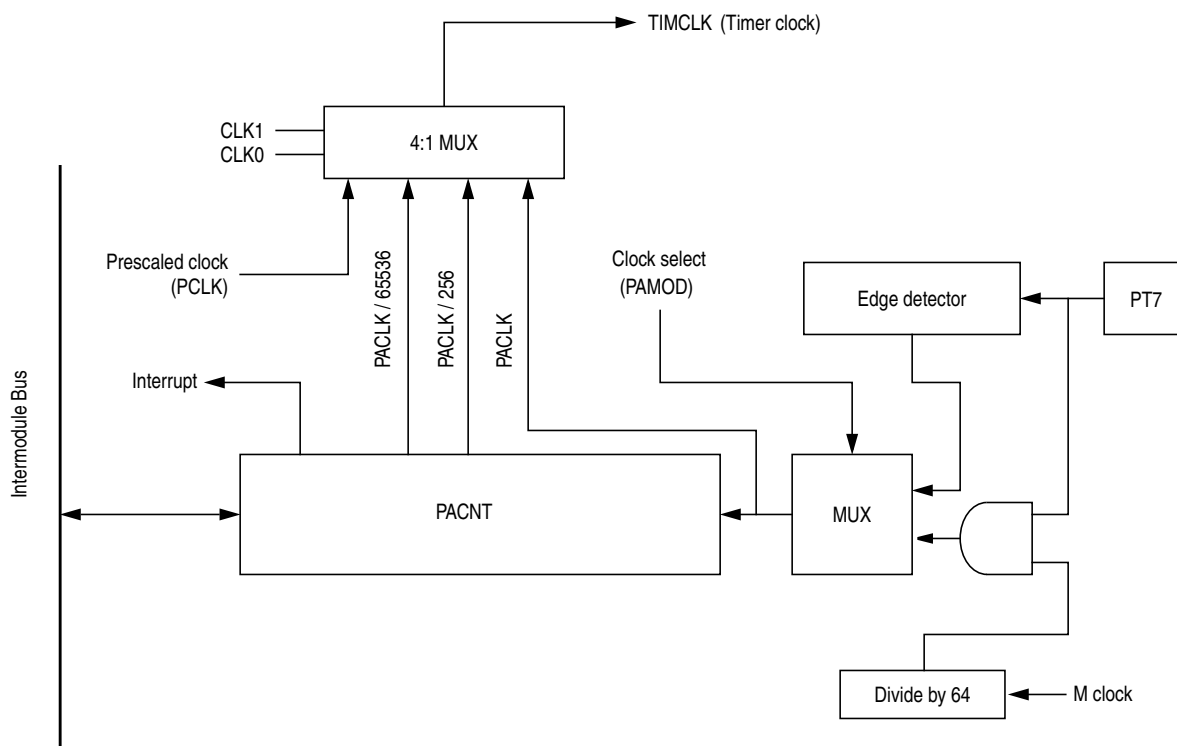 TIMCLK (Timer clock)
CLK1
CLK0
4:1 MUX
Prescaled clock
(PCLK)
PACLK / 65536
PACLK / 256
PACLK
Clock select
(PAMOD)
Edge detector
PT7
Interrupt
Intermodule Bus
PACNT
MUX
Divide by 64
M clock